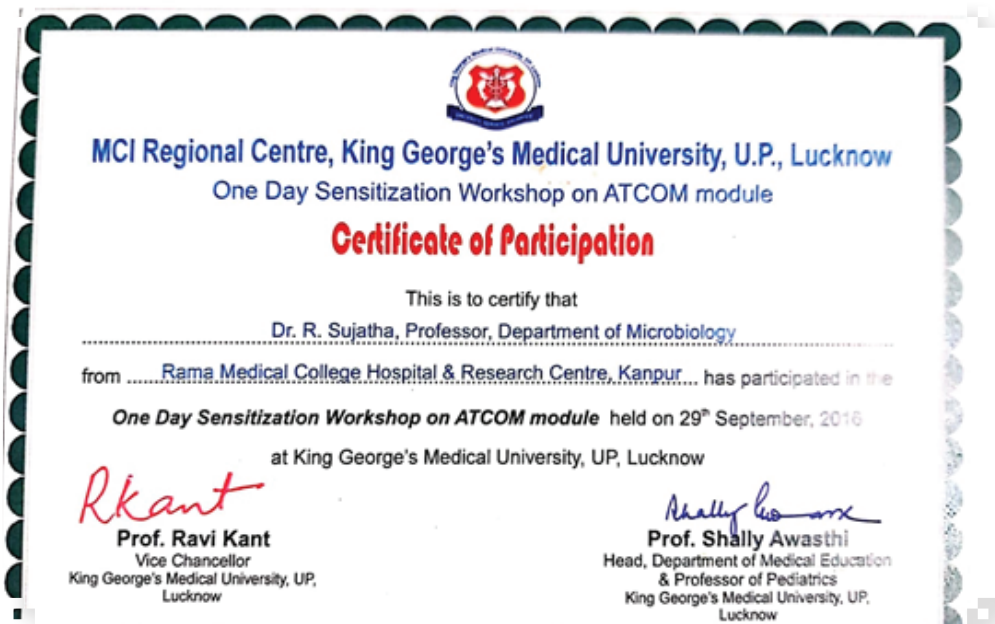 MCI Regional Centre, King George's Medical University, U.P., Lucknow
One Day Sensitization Workshop on ATCOM module
Certificate of Participation
This is to certify that
Dr. R. Sujatha, Professor, Department of Microbiology
from Rama Medical College Hospital & Research Centre, Kanpur has participated in the
One Day Sensitization Workshop on ATCOM module held on 29th September, 2016
at King George's Medical University, UP, Lucknow
RKant
Prof. Ravi Kant
Vice Chancellor
King George's Medical University, UP,
Lucknow
Prof. Shally Awasthi
Head, Department of Medical Education
& Professor of Pediatrics
King George's Medical University, UP,
Lucknow